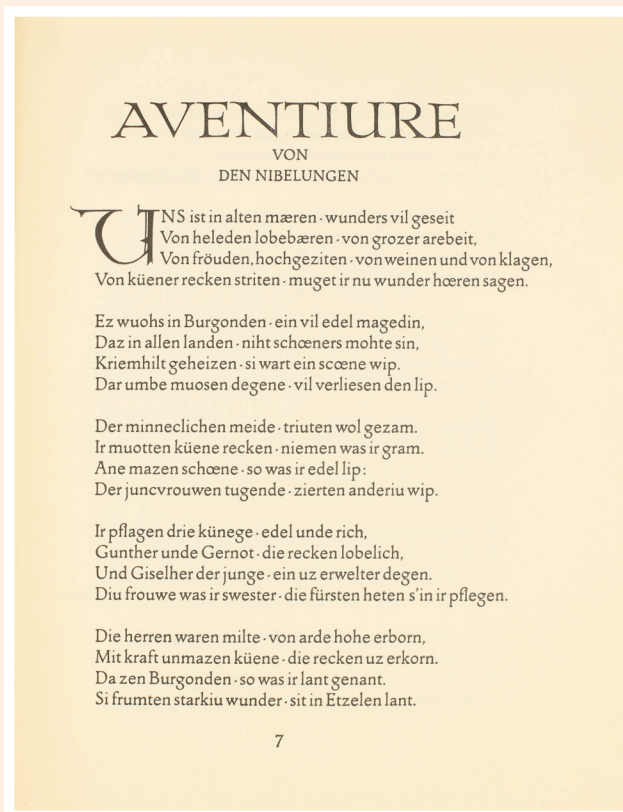 AVENTIURE
VON
DEN NIBELUNGEN
UNS ist in alten mæren · wunders vil geseit
Von heleden lobebæren · von grozer arebeit,
Von fröuden, hochgeziten · von weinen und von klagen,
Von küener recken striten · muget ir nu wunder hœren sagen.
Ez wuohs in Burgonden · ein vil edel magedin,
Daz in allen landen · niht schœners mohte sin,
Kriemhilt geheizen · si wart ein scœne wip.
Dar umbe muosen degene · vil verliesen den lip.
Der minneclichen meide · triuten wol gezam.
Ir muotten küene recken · niemen was ir gram.
Ane mazen schœne · so was ir edel lip:
Der juncvrouwen tugende · zierten anderiu wip.
Ir pflagen drie künege · edel unde rich,
Gunther unde Gernot · die recken lobelich,
Und Giselher der junge · ein uz erwelter degen.
Diu frouwe was ir swester · die fürsten heten s'in ir pflegen.
Die herren waren milte · von arde hohe erborn,
Mit kraft unmazen küene · die recken uz erkorn.
Da zen Burgonden · so was ir lant genant.
Si frumten starkiu wunder · sit in Etzelen lant.
7